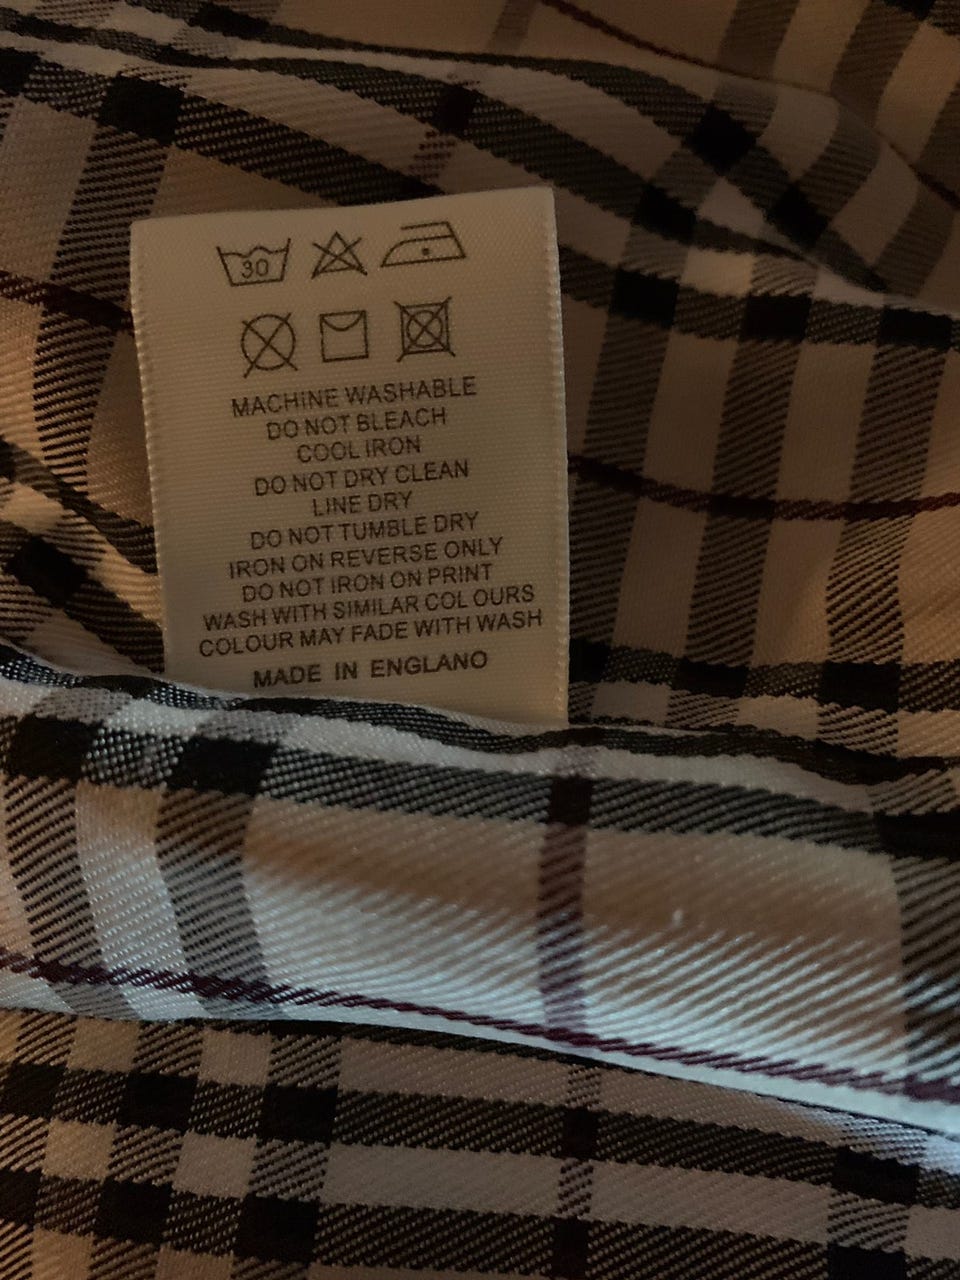 30
MACHINE WASHABLE
DO NOT BLEACH
COOL IRON
DO NOT DRY CLEAN
LINE DRY
DO NOT TUMBLE DRY
IRON ON REVERSE ONLY
DO NOT IRON ON PRINT
WASH WITH SIMILAR COLOURS
COLOUR MAY FADE WITH WASH
MADE IN ENGLANO